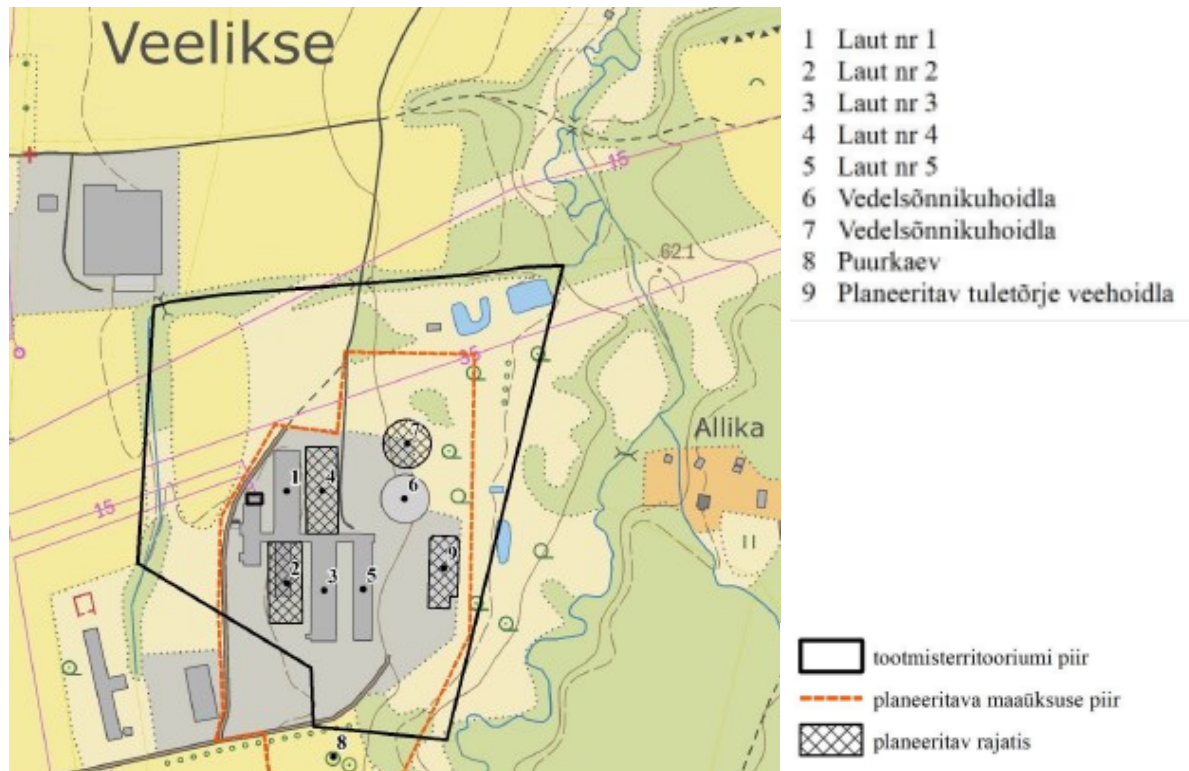 Veelikse
15
62.1
35
7
Allika
1
4
6
15
9
2
3
5
8
1 Laut nr 1
2 Laut nr 2
3 Laut nr 3
4 Laut nr 4
5 Laut nr 5
6 Vedelsõnnikuhoidla
7 Vedelsõnnikuhoidla
8 Puurkaev
9 Planeeritav tuletõrje veehoidla
tootmisterritooriumi piir
planeeritava maaüksuse piir
planeeritav rajatis